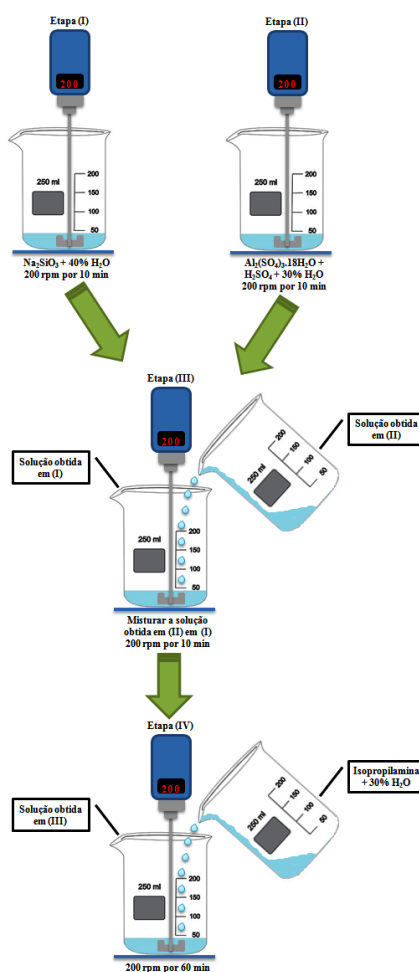 Etapa (I)
200
250 ml
200
150
100
50
Na₂SiO₃ + 40% H₂O
200 rpm por 10 min
Etapa (II)
200
250 ml
200
150
100
50
Al₂(SO₄)₃.18H₂O +
H₂SO₄ + 30% H₂O
200 rpm por 10 min
Etapa (III)
200
Solução obtida
em (I)
250 ml
200
150
100
50
250 ml
200
150
100
50
Solução obtida
em (II)
Misturar a solução
obtida em (II) em (I)
200 rpm por 10 min
Etapa (IV)
200
Solução obtida
em (III)
250 ml
200
150
100
50
250 ml
200
150
100
50
Isopropilamina
+ 30% H₂O
200 rpm por 60 min